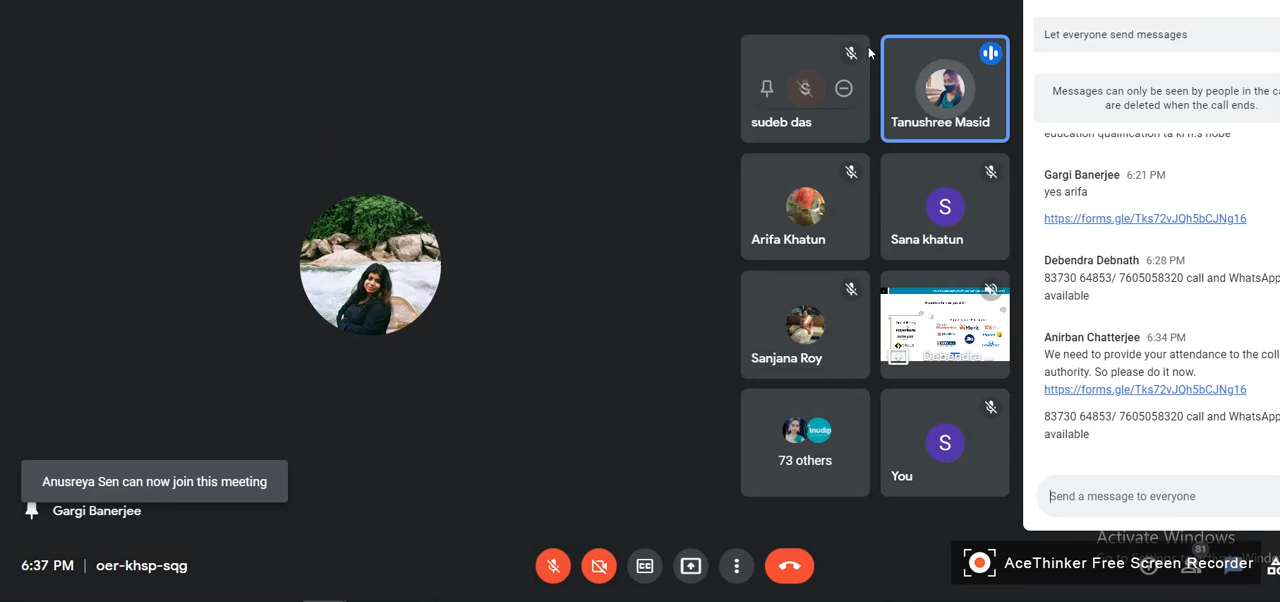 sudeb das
Tanushree Masid
Arifa Khatun
Sana khatun
Sanjana Roy
Debendra ...
73 others
You
Anusreya Sen can now join this meeting
Gargi Banerjee
6:37 PM | oer-khsp-sqg
Let everyone send messages
Messages can only be seen by people in the ca
are deleted when the call ends.
Gargi Banerjee 6:21 PM
yes arifa
https://forms.gle/Tks72vJQh5bCJNg16
Debendra Debnath 6:28 PM
83730 64853/ 7605058320 call and WhatsApp
available
Anirban Chatterjee 6:34 PM
We need to provide your attendance to the coll
authority. So please do it now.
https://forms.gle/Tks72vJQh5bCJNg16
83730 64853/ 7605058320 call and WhatsApp
available
Send a message to everyone
Activate Windows
81
AceThinker Free Screen Recorder